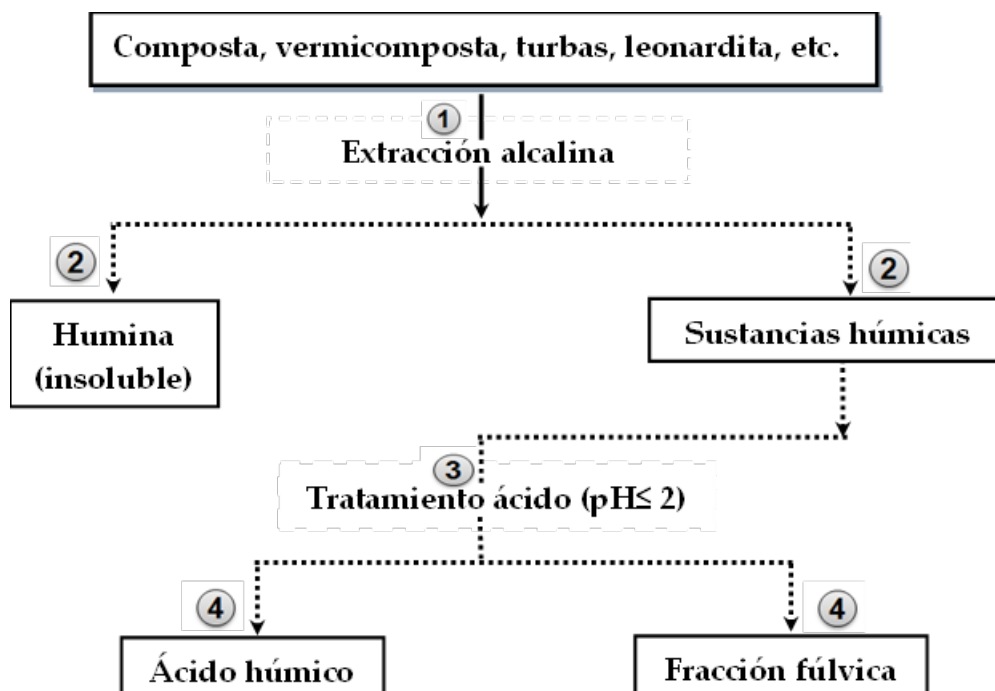 Composta, vermicomposta, turbas, leonardita, etc.
1
Extracción alcalina
2
2
Humina
(insoluble)
Sustancias húmicas
3
Tratamiento ácido (pH≤ 2)
4
4
Ácido húmico
Fracción fúlvica